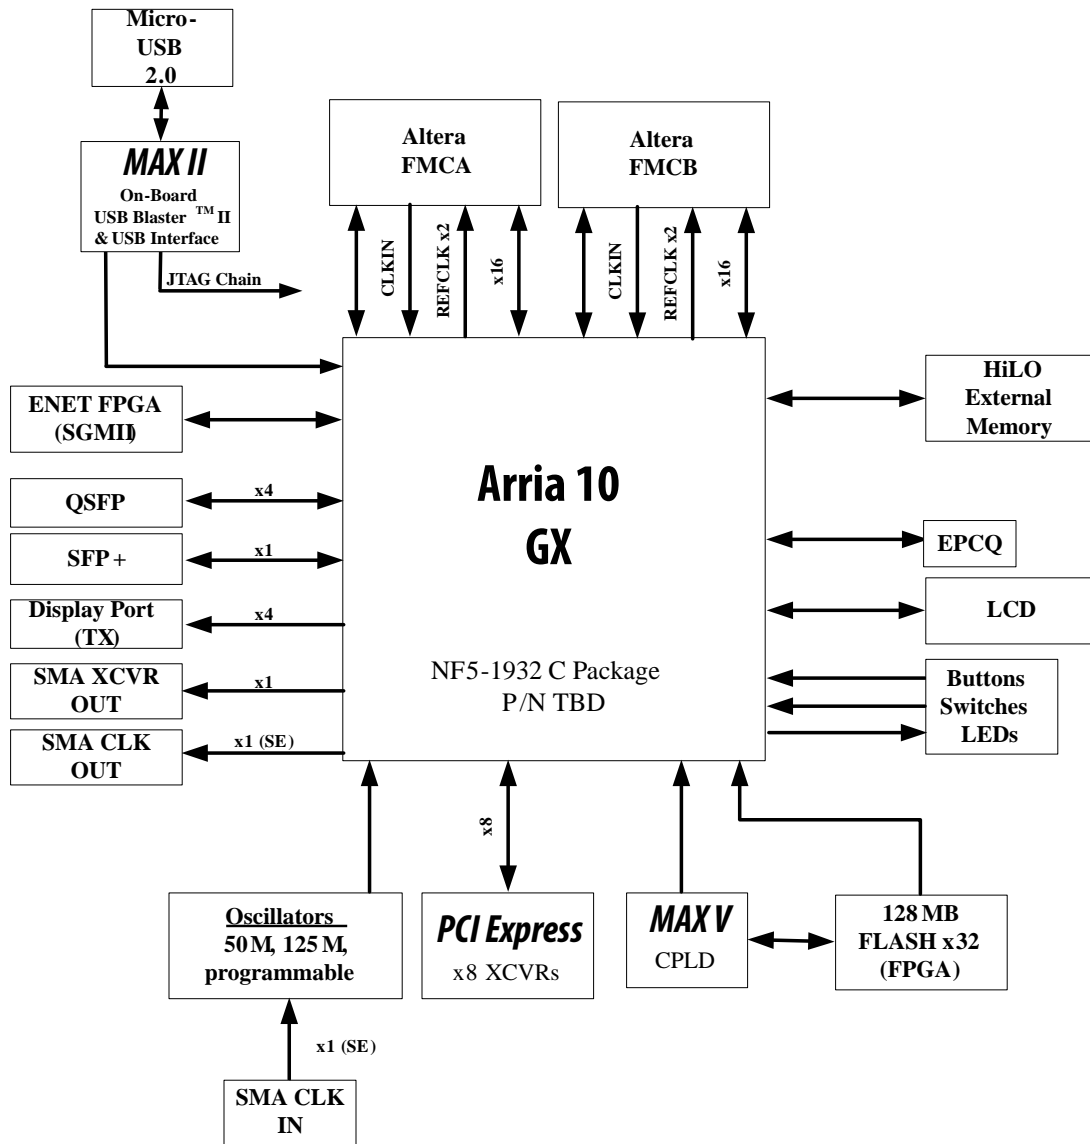 Micro-
USB
2.0
MAX II
On-Board
USB Blaster ™ II
& USB Interface
JTAG Chain
Altera
FMCA
Altera
FMCB
CLKIN
REFCLK x2
x16
CLKIN
REFCLK x2
x16
ENET FPGA
(SGMII)
QSFP
x4
SFP +
x1
Display Port
(TX)
x4
SMA XCVR
OUT
x1
SMA CLK
OUT
x1 (SE)
Arria 10
GX
NF5-1932 C Package
P/N TBD
HiLO
External
Memory
EPCQ
LCD
Buttons
Switches
LEDs
x8
Oscillators
50 M, 125 M,
programmable
PCI Express
x8 XCVRs
MAX V
CPLD
128 MB
FLASH x32
(FPGA)
x1 (SE)
SMA CLK
IN